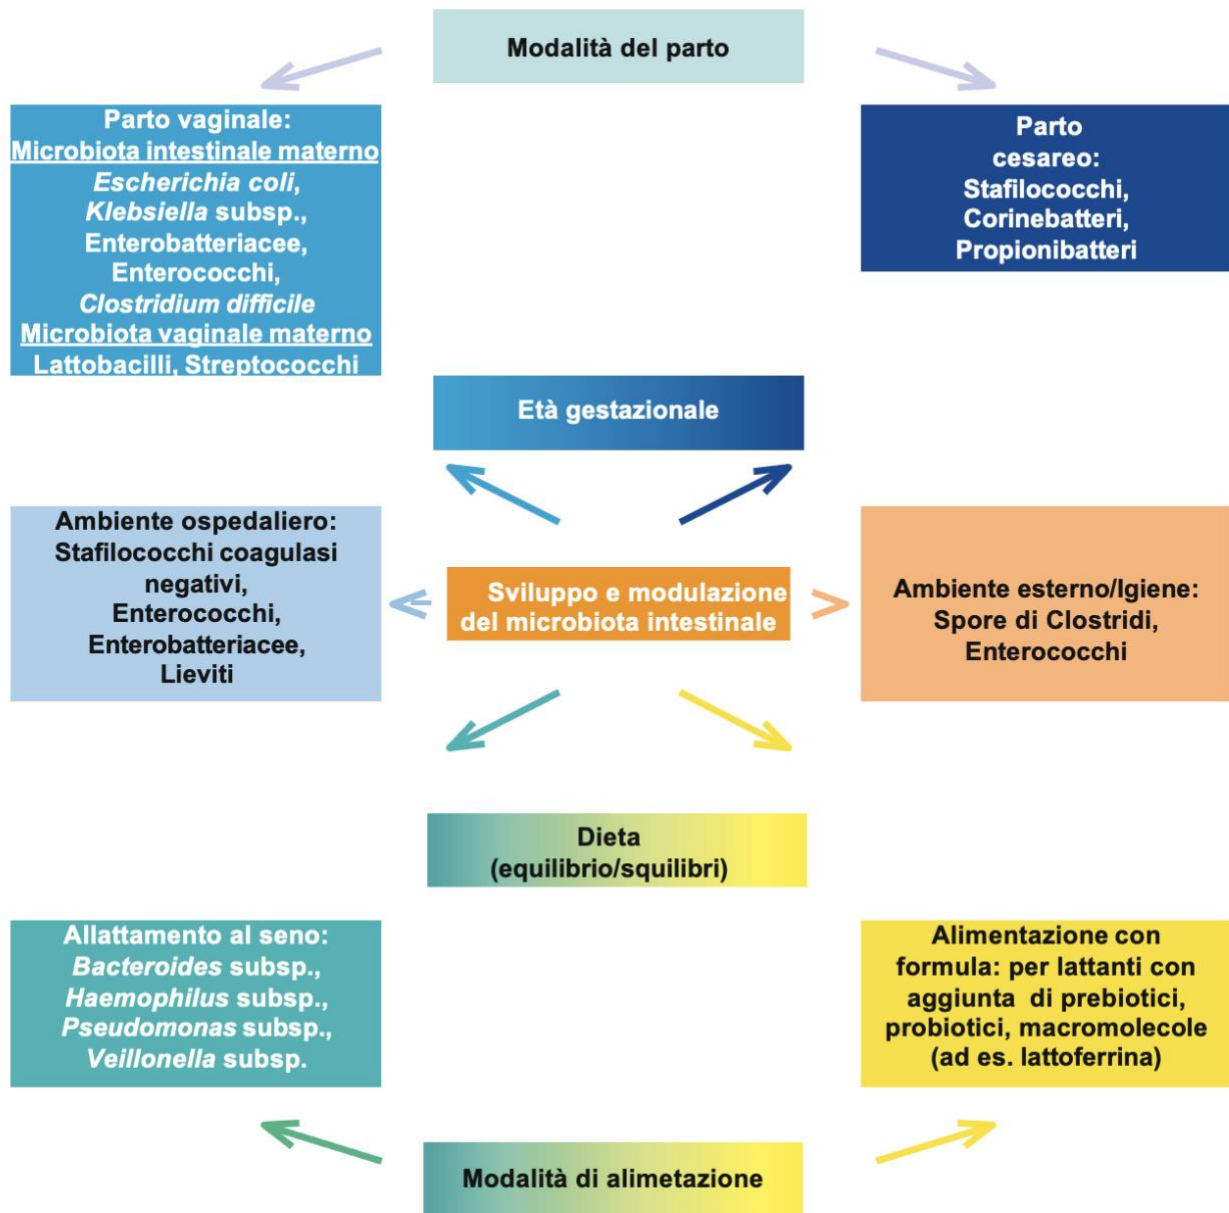 Modalità del parto
Parto vaginale:
Microbiota intestinale materno
Escherichia coli,
Klebsiella subsp.,
Enterobatteriacee,
Enterococchi,
Clostridium difficile
Microbiota vaginale materno
Lattobacilli, Streptococchi
Parto
cesareo:
Stafilococchi,
Corinebatteri,
Propionibatteri
Età gestazionale
Ambiente ospedaliero:
Stafilococchi coagulasi
negativi,
Enterococchi,
Enterobatteriacee,
Lieviti
Sviluppo e modulazione
del microbiota intestinale
Ambiente esterno/Igiene:
Spore di Clostridi,
Enterococchi
Dieta
(equilibrio/squilibri)
Allattamento al seno:
Bacteroides subsp.,
Haemophilus subsp.,
Pseudomonas subsp.,
Veillonella subsp.
Alimentazione con
formula: per lattanti con
aggiunta di prebiotici,
probiotici, macromolecole
(ad es. lattoferrina)
Modalità di alimetazione